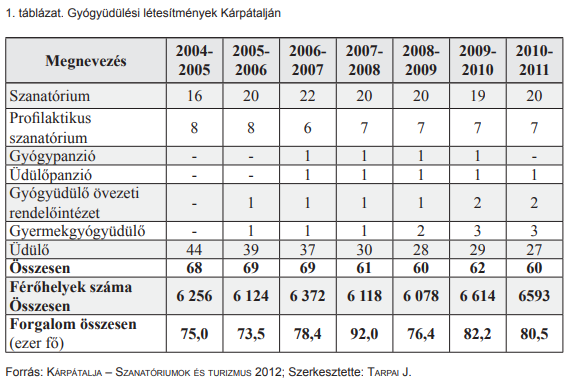 1. táblázat. Gyógyüdülési létesítmények Kárpátalján
Megnevezés 2004-2005 2005-2006 2006-2007 2007-2008 2008-2009 2009-2010 2010-2011
Szanatórium 16 20 22 20 20 19 20
Profilaktikus szanatórium 8 8 6 7 7 7 7
Gyógypanzió - - 1 1 1 1 -
Üdülőpanzió - - 1 1 1 1 1
Gyógyüdülő övezeti rendelőintézet - 1 1 1 1 2 2
Gyermekgyógyüdülő - 1 1 1 2 3 3
Üdülő 44 39 37 30 28 29 27
Összesen 68 69 69 61 60 62 60
Férőhelyek száma Összesen 6 256 6 124 6 372 6 118 6 078 6 614 6593
Forgalom összesen (ezer fő) 75,0 73,5 78,4 92,0 76,4 82,2 80,5
Forrás: Kárpátalja – Szanatóriumok és turizmus 2012; Szerkesztette: Tarpai J.